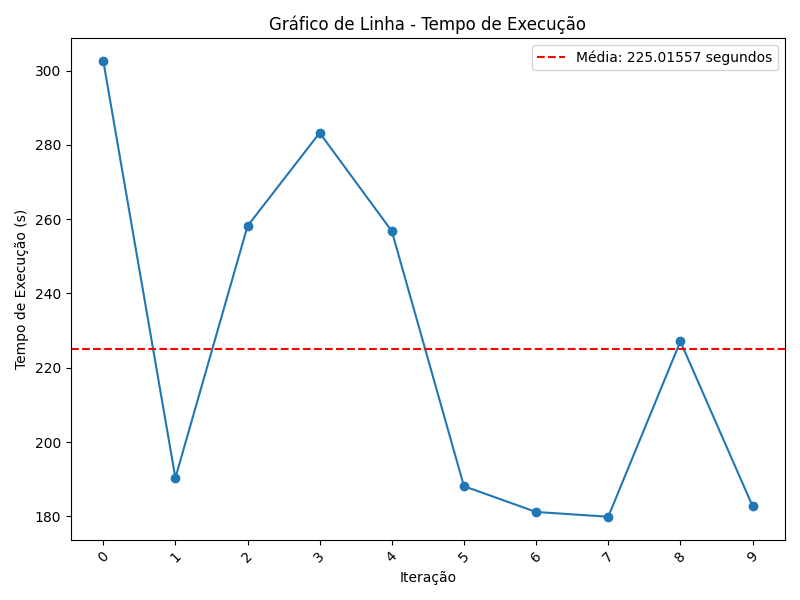 Gráfico de Linha - Tempo de Execução
Média: 225.01557 segundos
Tempo de Execução (s)
300
280
260
240
220
200
180
0 1 2 3 4 5 6 7 8 9
Iteração